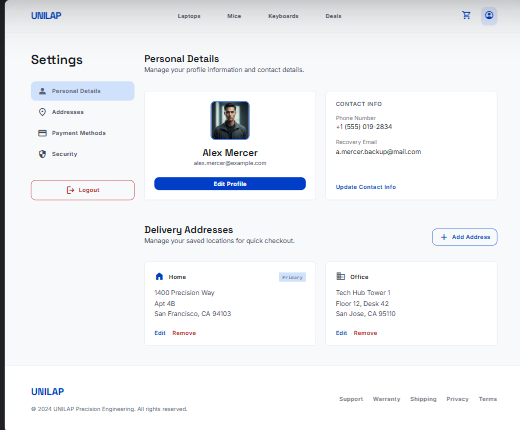 UNILAP
Laptops Mice Keyboards Deals
Settings
Personal Details
Addresses
Payment Methods
Security
Logout
Personal Details
Manage your profile information and contact details.
Alex Mercer
alex.mercer@example.com
Edit Profile
CONTACT INFO
Phone Number
+1 (555) 019-2834
Recovery Email
a.mercer.backup@mail.com
Update Contact Info
Delivery Addresses
Manage your saved locations for quick checkout.
Add Address
Home Primary
1400 Precision Way
Apt 4B
San Francisco, CA 94103
Edit Remove
Office
Tech Hub Tower 1
Floor 12, Desk 42
San Jose, CA 95110
Edit Remove
UNILAP
© 2024 UNILAP Precision Engineering. All rights reserved.
Support Warranty Shipping Privacy Terms